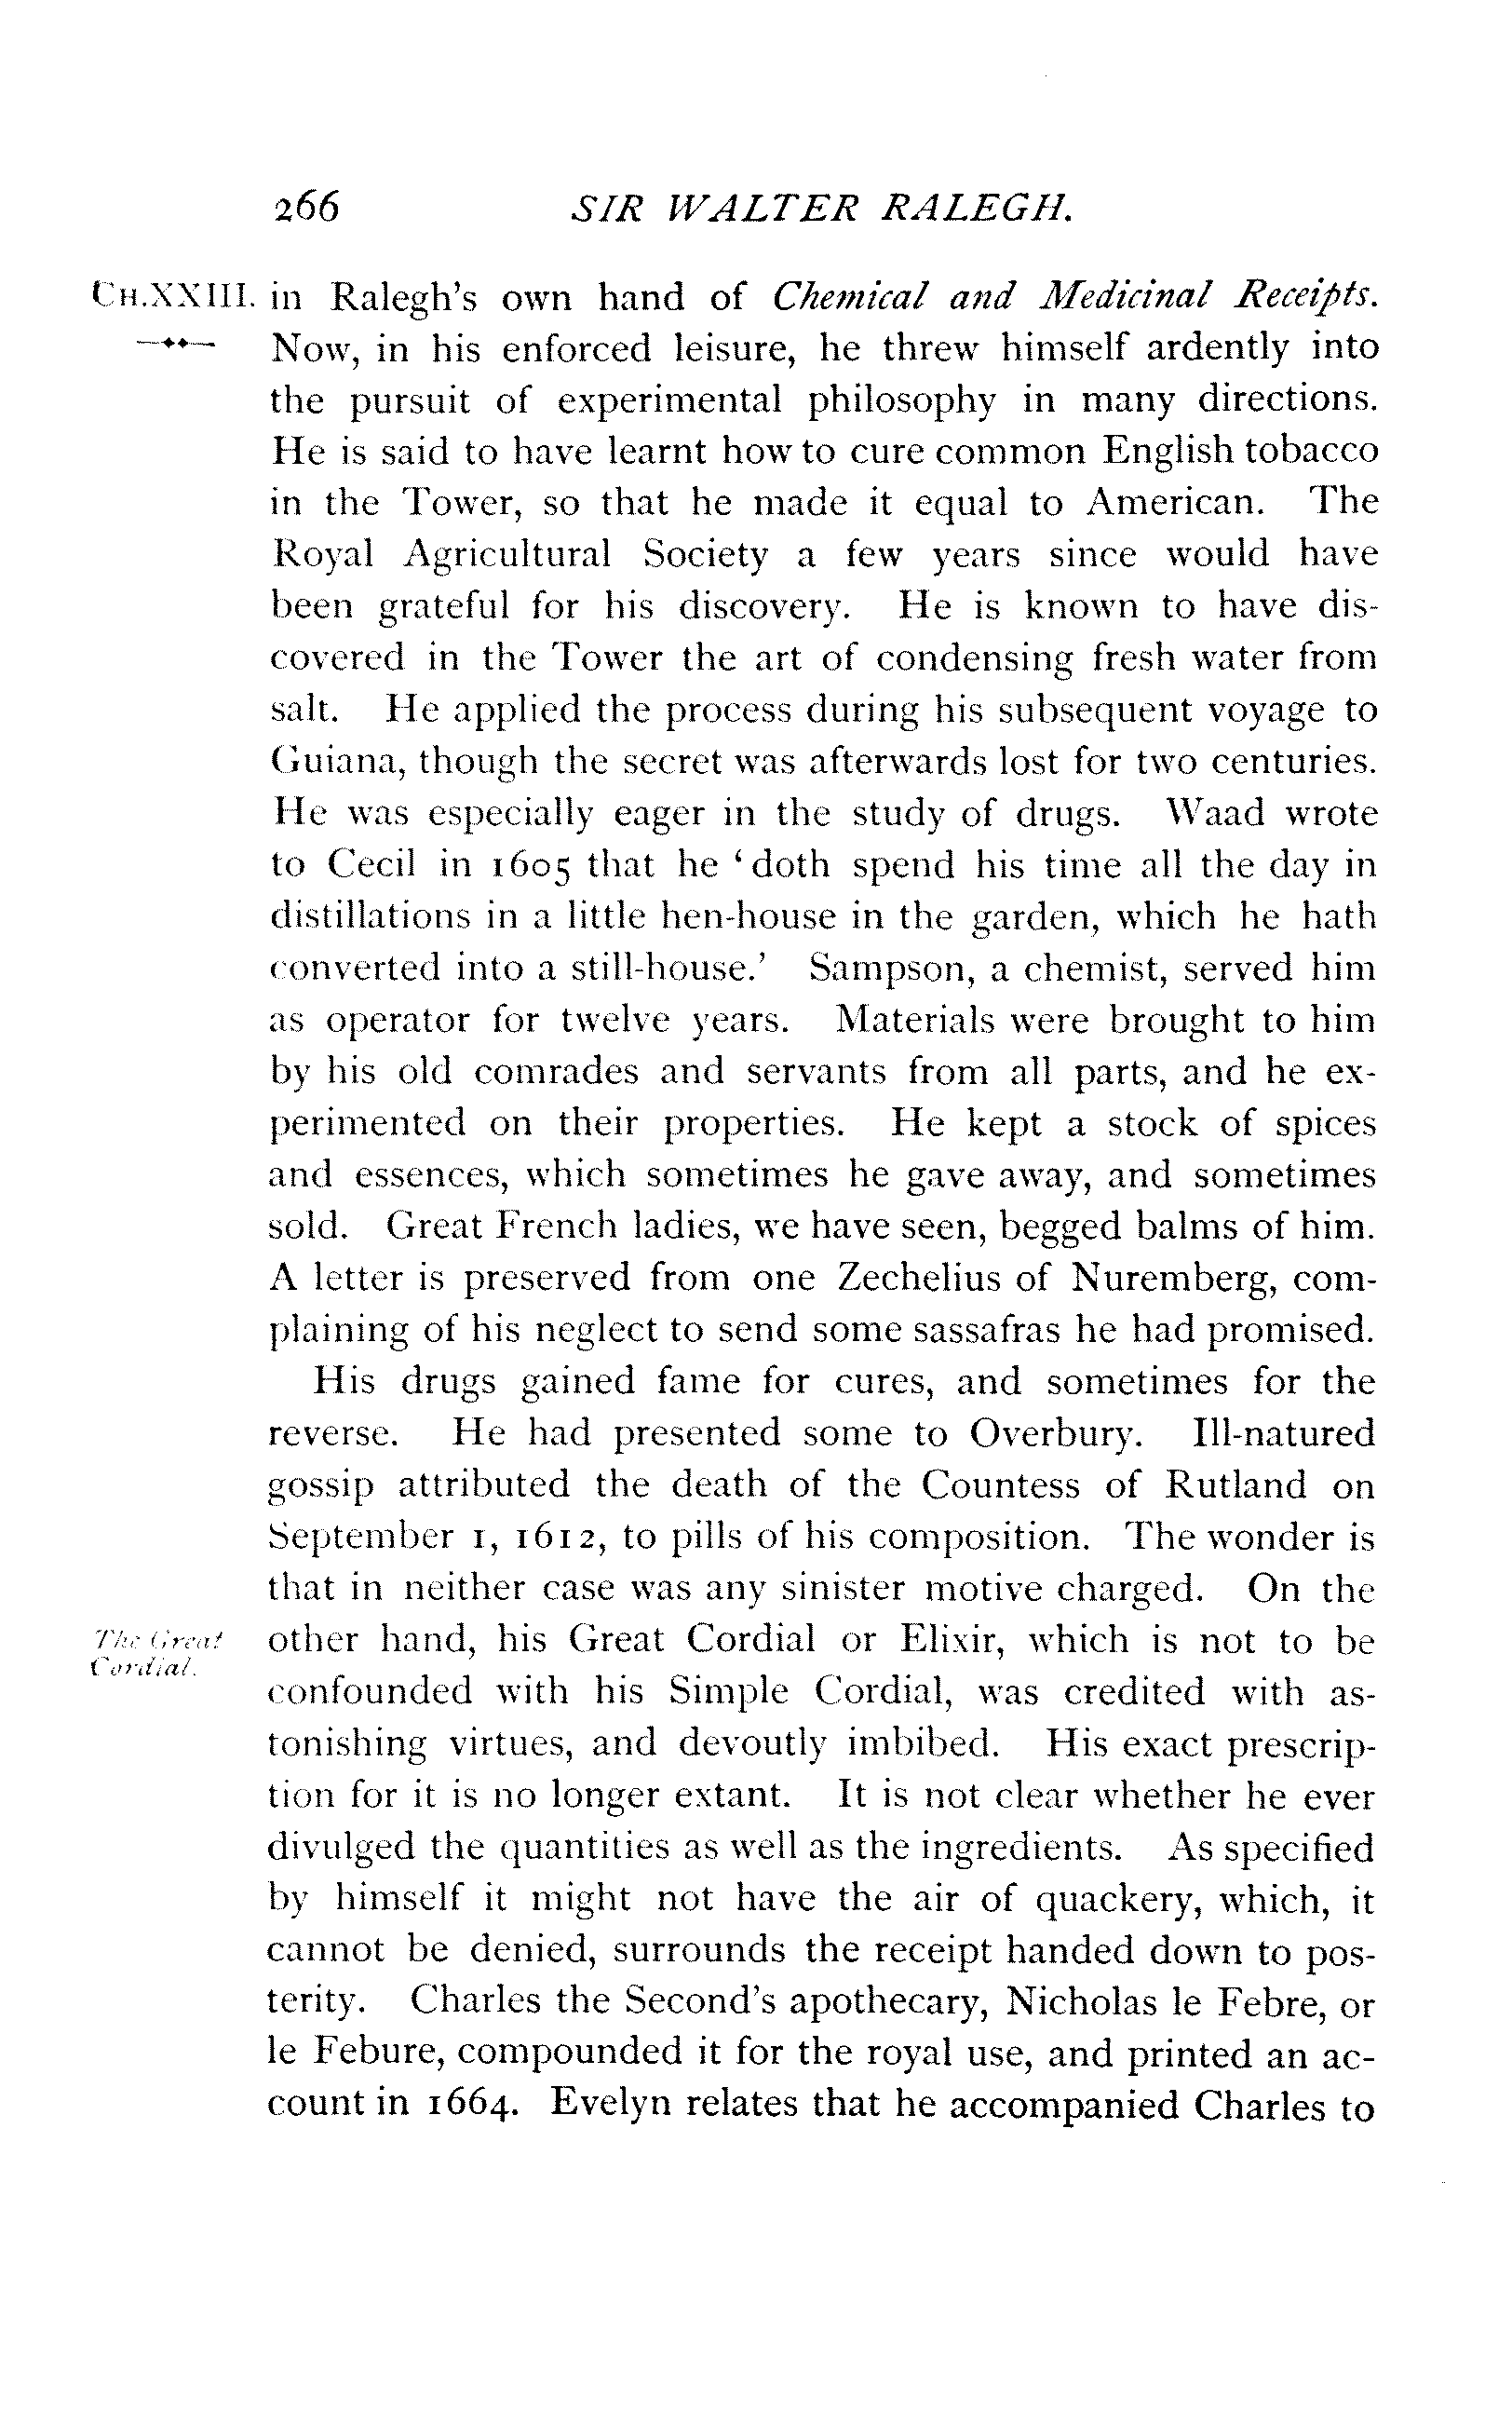 266 SIR WALTER RALEGH.
CH.XXIII. in Ralegh's own hand of Chemical and Medicinal Receipts.
Now, in his enforced leisure, he threw himself ardently into
the pursuit of experimental philosophy in many directions.
He is said to have learnt how to cure common English tobacco
in the Tower, so that he made it equal to American. The
Royal Agricultural Society a few years since would have
been grateful for his discovery. He is known to have dis-
covered in the Tower the art of condensing fresh water from
salt. He applied the process during his subsequent voyage to
Guiana, though the secret was afterwards lost for two centuries.
He was especially eager in the study of drugs. Waad wrote
to Cecil in 1605 that he ‘doth spend his time all the day in
distillations in a little hen-house in the garden, which he hath
converted into a still-house.’ Sampson, a chemist, served him
as operator for twelve years. Materials were brought to him
by his old comrades and servants from all parts, and he ex-
perimented on their properties. He kept a stock of spices
and essences, which sometimes he gave away, and sometimes
sold. Great French ladies, we have seen, begged balms of him.
A letter is preserved from one Zechelius of Nuremberg, com-
plaining of his neglect to send some sassafras he had promised.
His drugs gained fame for cures, and sometimes for the
reverse. He had presented some to Overbury. Ill-natured
gossip attributed the death of the Countess of Rutland on
September 1, 1612, to pills of his composition. The wonder is
that in neither case was any sinister motive charged. On the
The Great
Cordial.
other hand, his Great Cordial or Elixir, which is not to be
confounded with his Simple Cordial, was credited with as-
tonishing virtues, and devoutly imbibed. His exact prescrip-
tion for it is no longer extant. It is not clear whether he ever
divulged the quantities as well as the ingredients. As specified
by himself it might not have the air of quackery, which, it
cannot be denied, surrounds the receipt handed down to pos-
terity. Charles the Second's apothecary, Nicholas le Febre, or
le Febure, compounded it for the royal use, and printed an ac-
count in 1664. Evelyn relates that he accompanied Charles to